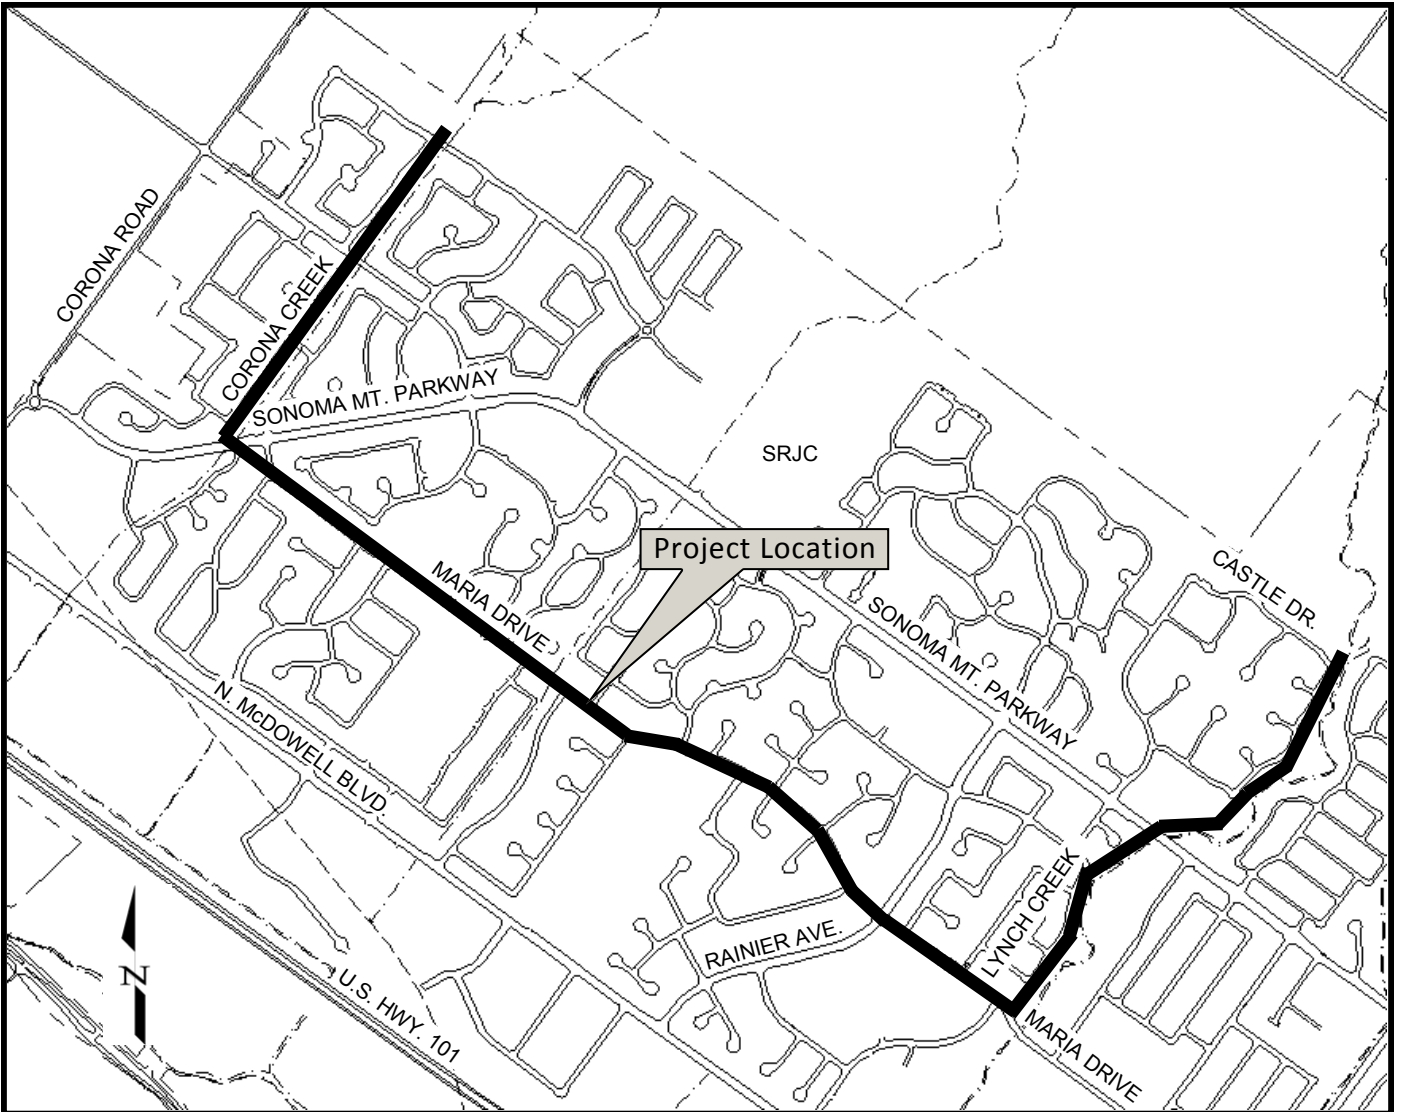 CORONA ROAD
CORONA CREEK
SONOMA MT. PARKWAY
SRJC
Project Location
CASTLE DR.
MARIA DRIVE
SONOMA MT. PARKWAY
N. McDOWELL BLVD.
LYNCH CREEK
RAINIER AVE.
N
U.S. HWY. 101
MARIA DRIVE